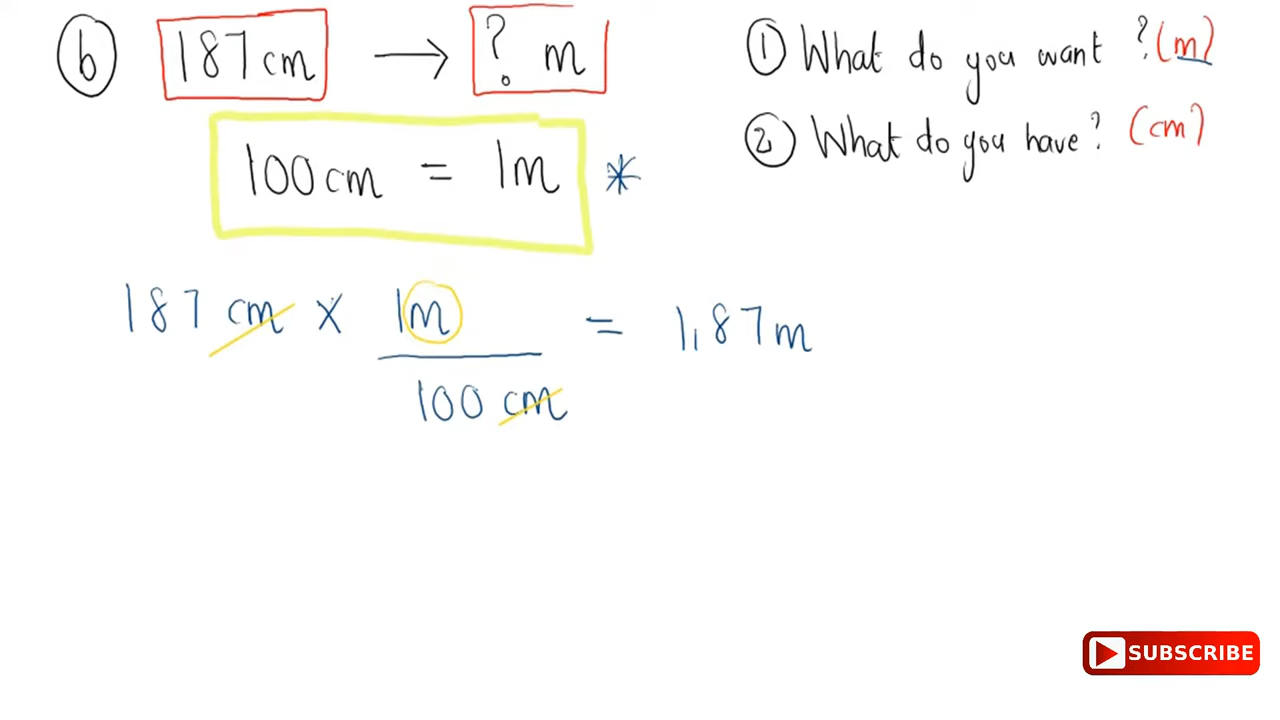 b 187 cm → ? m
① What do you want ? (m)
② What do you have? (cm)
100 cm = 1m *
187 cm x 1m = 1,87 m
100 cm
SUBSCRIBE